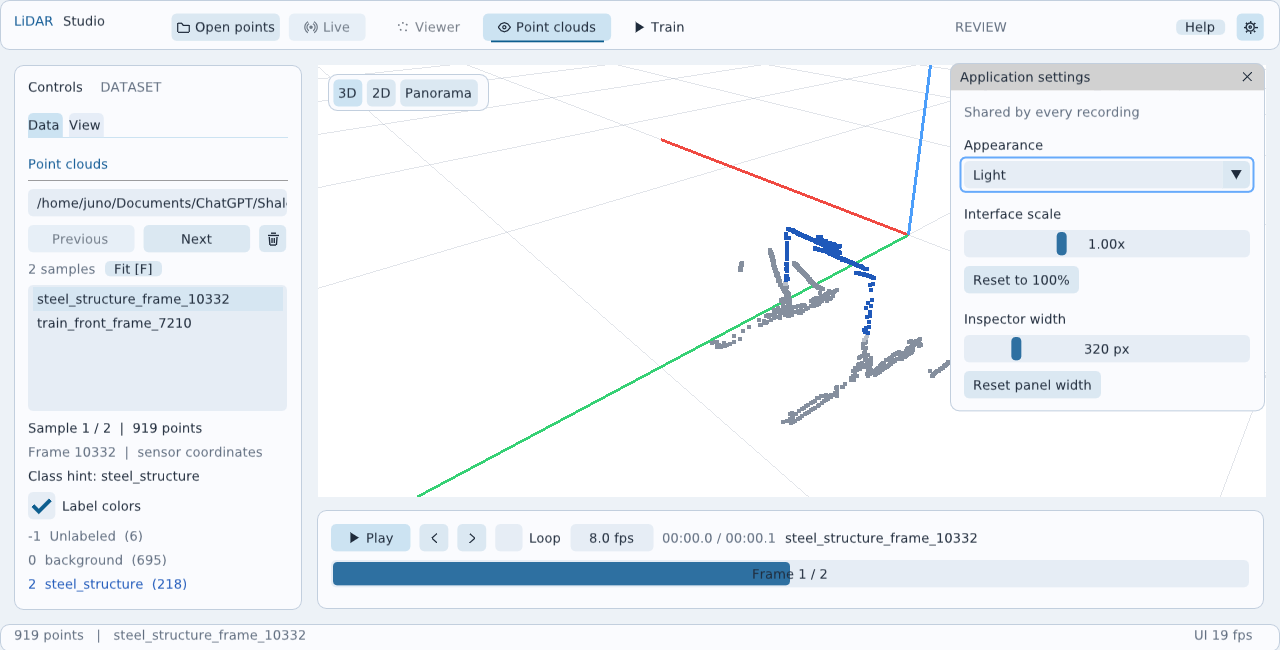 LiDAR Studio Open points Live Viewer Point clouds Train REVIEW Help
Controls DATASET
Data View
Point clouds
/home/juno/Documents/ChatGPT/Shal
Previous Next
2 samples Fit [F]
steel_structure_frame_10332
train_front_frame_7210
Sample 1 / 2 | 919 points
Frame 10332 | sensor coordinates
Class hint: steel_structure
Label colors
-1 Unlabeled (6)
0 background (695)
2 steel_structure (218)
3D 2D Panorama
Application settings
Shared by every recording
Appearance
Light
Interface scale
1.00x
Reset to 100%
Inspector width
320 px
Reset panel width
Play < > Loop 8.0 fps 00:00.0 / 00:00.1 steel_structure_frame_10332
Frame 1 / 2
919 points | steel_structure_frame_10332 UI 19 fps